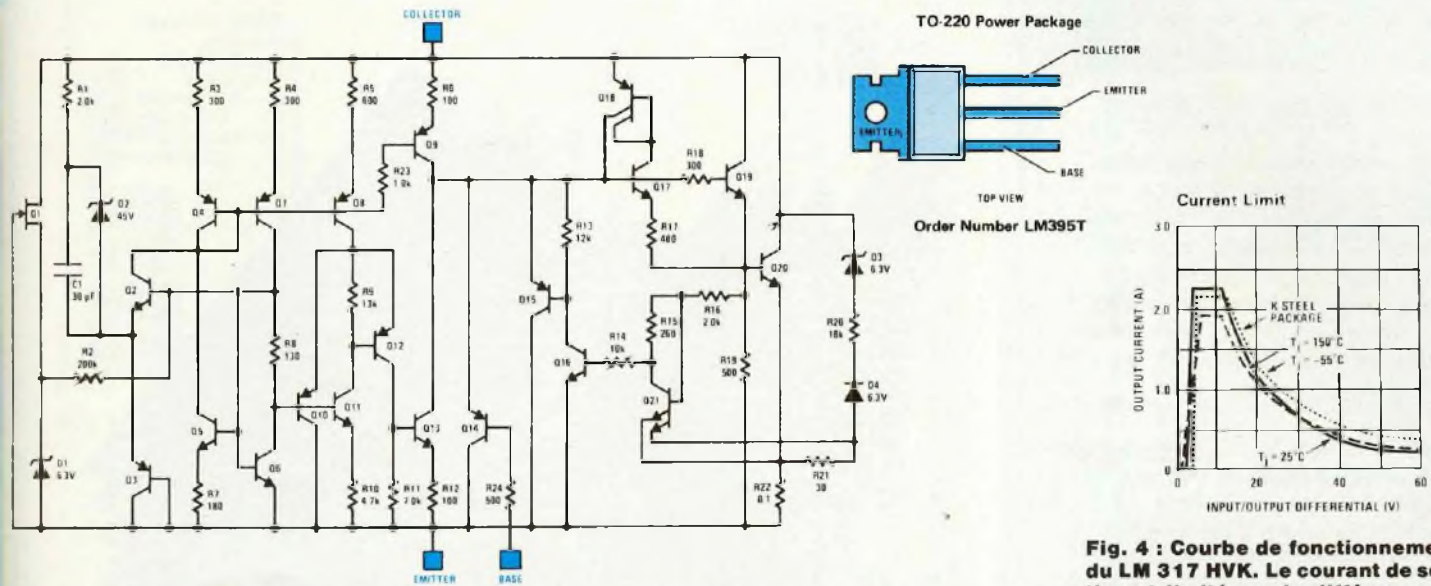 COLLECTOR
R1
2.0k
R3
300
R4
300
R5
600
R6
100
Q1
D2
45V
C1
30 pF
Q2
Q4
Q7
Q8
Q9
R23
1.0k
R2
200k
R8
130
R9
13k
Q12
Q10
Q11
Q5
Q6
Q3
D1
6.3V
R7
180
R10
4.7k
R11
7.0k
Q13
R12
100
Q14
R24
500
EMITTER
BASE
Q18
R18
300
Q19
Q17
R17
400
R13
12k
Q15
Q16
R14
10k
R15
260
R16
2.0k
Q20
Q21
R19
500
R22
0.1
R21
30
D3
6.3V
R20
18k
D4
6.3V
TO-220 Power Package
COLLECTOR
EMITTER
BASE
EMITTER
TOP VIEW
Order Number LM395T
Current Limit
OUTPUT CURRENT (A)
3.0
2.0
1.0
0
K STEEL
PACKAGE
Tj = 150°C
Tj = -55°C
Tj = 25°C
0 20 40 60
INPUT/OUTPUT DIFFERENTIAL (V)
Fig. 4 : Courbe de fonctionneme
du LM 317 HVK. Le courant de so